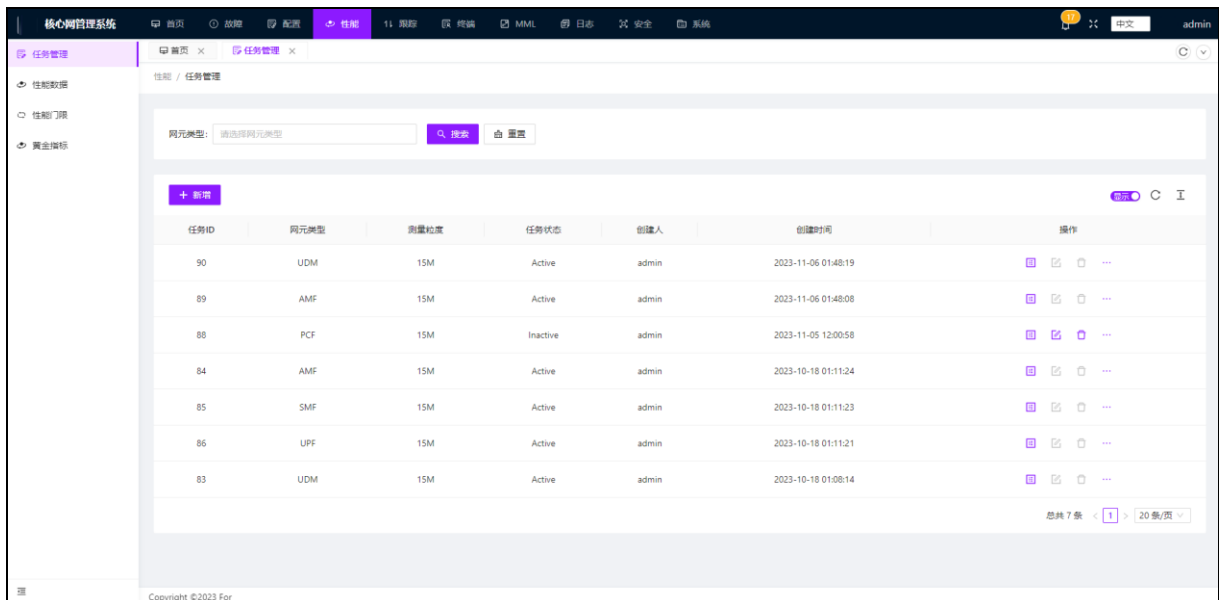 核心网管理系统 首页 故障 配置 性能 跟踪 终端 MML 日志 安全 系统 17 中文 admin
任务管理 首页 任务管理
性能 / 任务管理
性能数据
性能门限
黄金指标
网元类型: 请选择网元类型 搜索 重置
新增 显示
任务ID 网元类型 测量粒度 任务状态 创建人 创建时间 操作
90 UDM 15M Active admin 2023-11-06 01:48:19
89 AMF 15M Active admin 2023-11-06 01:48:08
88 PCF 15M Inactive admin 2023-11-05 12:00:58
84 AMF 15M Active admin 2023-10-18 01:11:24
85 SMF 15M Active admin 2023-10-18 01:11:23
86 UPF 15M Active admin 2023-10-18 01:11:21
83 UDM 15M Active admin 2023-10-18 01:08:14
总共 7 条 < 1 > 20 条/页
Copyright ©2023 For